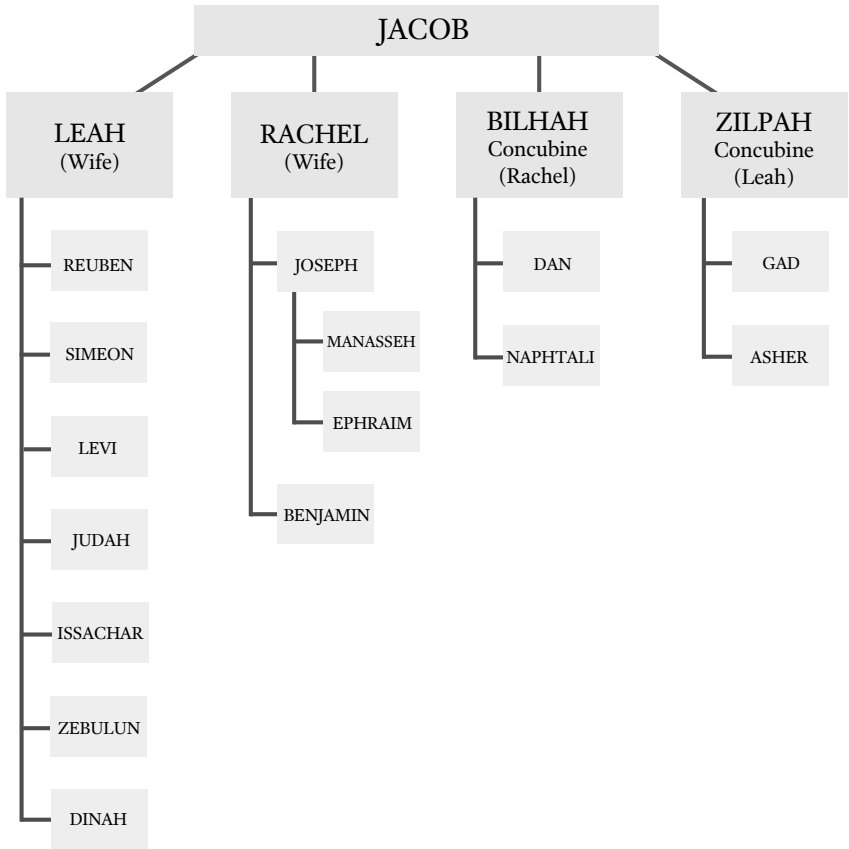 JACOB
LEAH
(Wife)
REUBEN
SIMEON
LEVI
JUDAH
ISSACHAR
ZEBULUN
DINAH
RACHEL
(Wife)
JOSEPH
MANASSEH
EPHRAIM
BENJAMIN
BILHAH
Concubine
(Rachel)
DAN
NAPHTALI
ZILPAH
Concubine
(Leah)
GAD
ASHER